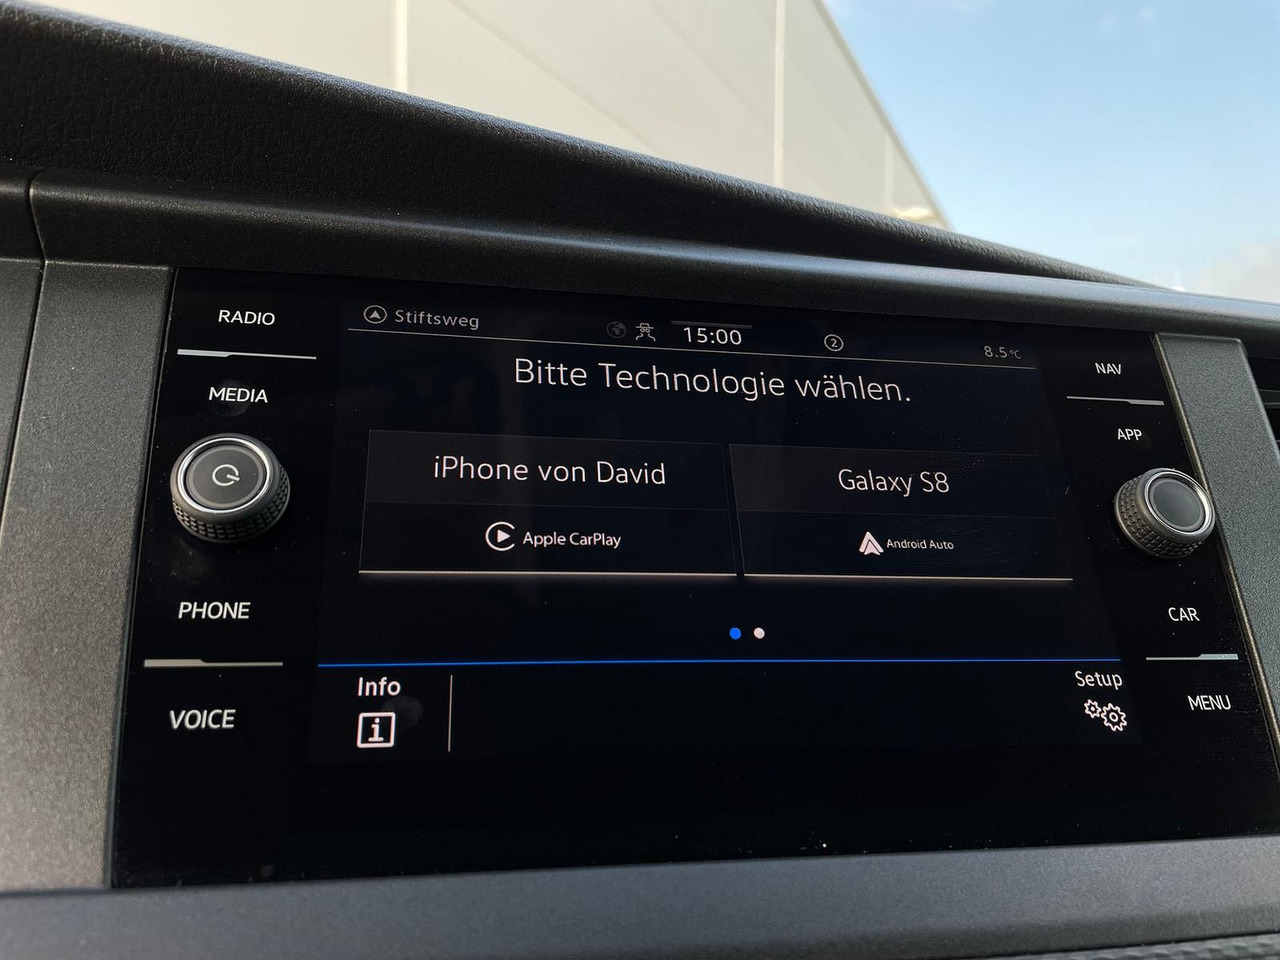 RADIO
MEDIA
PHONE
VOICE
Stiftsweg
15:00
2
8.5°C
Bitte Technologie wählen.
iPhone von David
Apple CarPlay
Galaxy S8
Android Auto
Info
i
Setup
NAV
APP
CAR
MENU